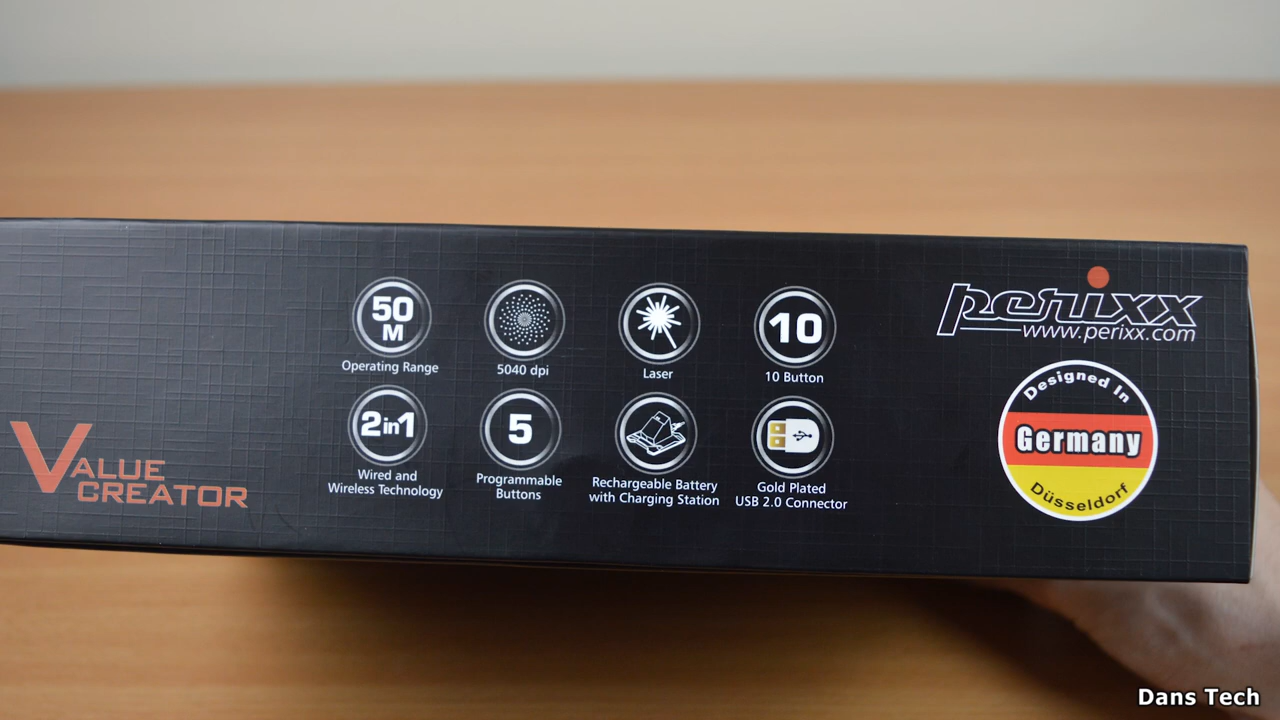 50
M
Operating Range
5040 dpi
Laser
10
10 Button
2in1
Wired and
Wireless Technology
5
Programmable
Buttons
Rechargeable Battery
with Charging Station
Gold Plated
USB 2.0 Connector
VALUE
CREATOR
perixx
www.perixx.com
Designed In
Germany
Düsseldorf
Dans Tech